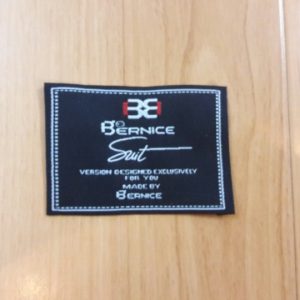 BERNICE
Suit
VERSION DESIGNED EXCLUSIVELY
FOR YOU
MADE BY
BERNICE